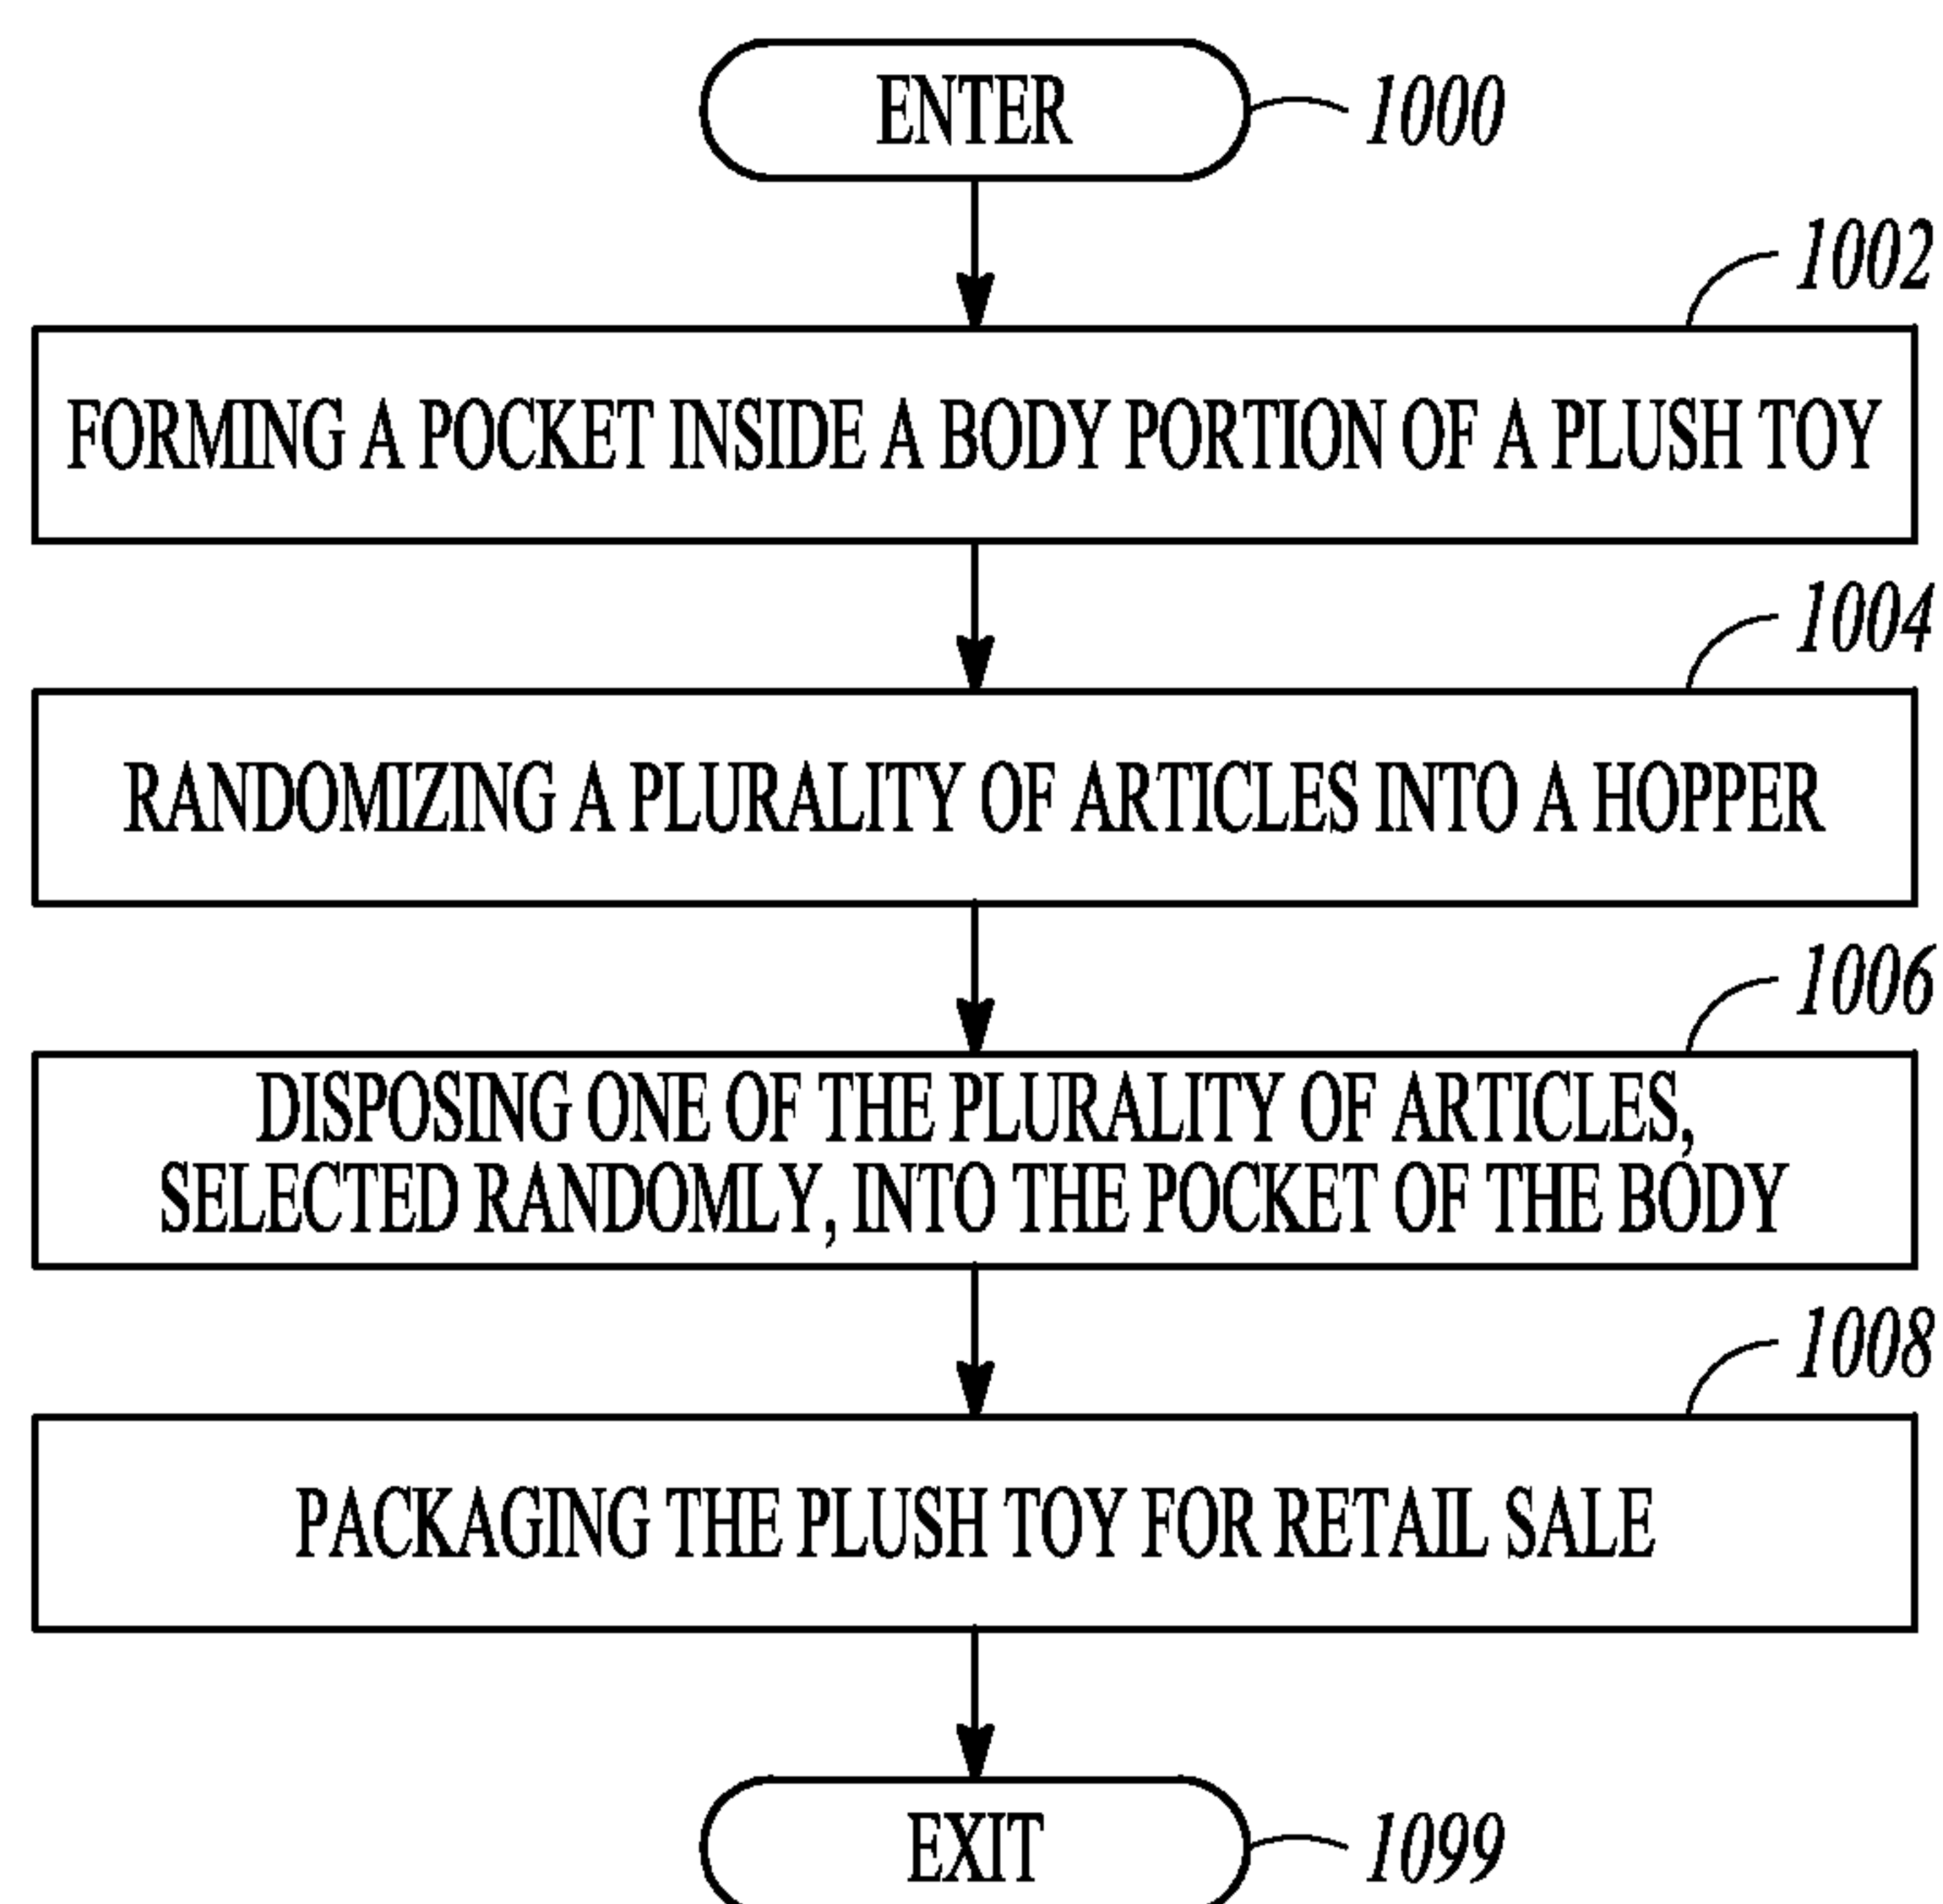 ENTER
1000
1002
FORMING A POCKET INSIDE A BODY PORTION OF A PLUSH TOY
1004
RANDOMIZING A PLURALITY OF ARTICLES INTO A HOPPER
1006
DISPOSING ONE OF THE PLURALITY OF ARTICLES,
SELECTED RANDOMLY, INTO THE POCKET OF THE BODY
1008
PACKAGING THE PLUSH TOY FOR RETAIL SALE
EXIT
1099